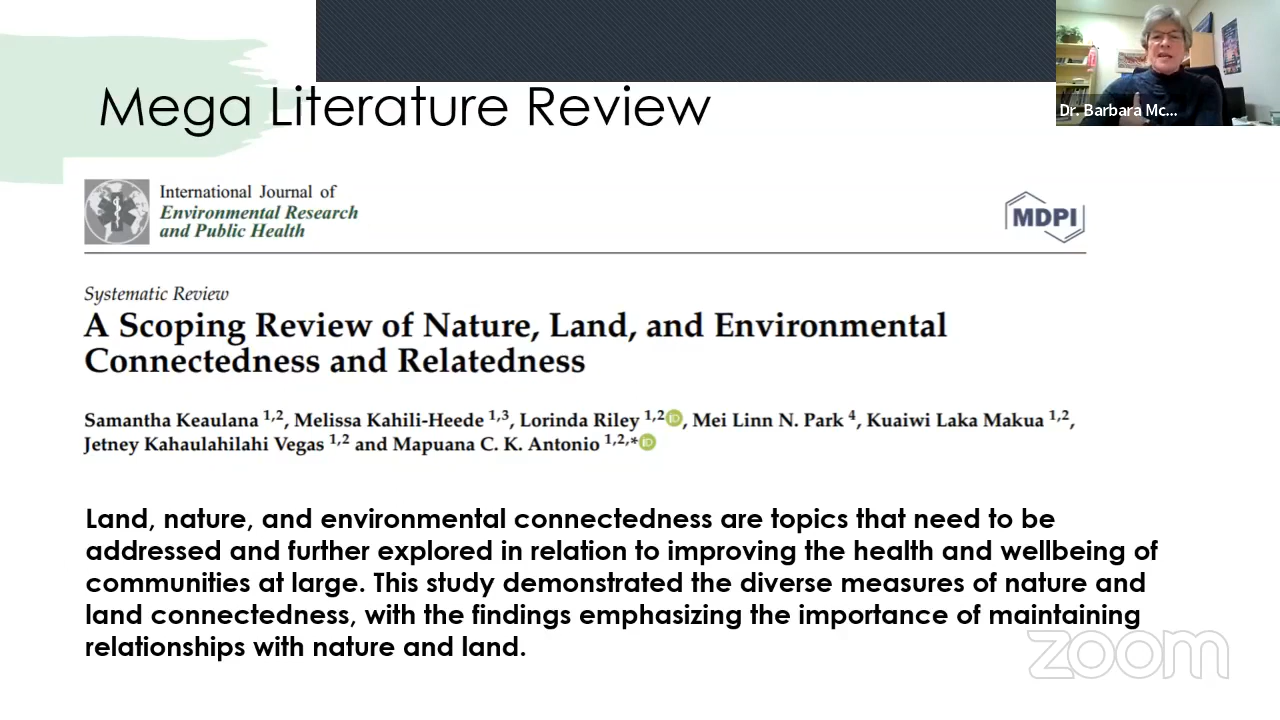 Mega Literature Review
Dr. Barbara Mc...
International Journal of
Environmental Research
and Public Health
MDPI
Systematic Review
A Scoping Review of Nature, Land, and Environmental
Connectedness and Relatedness
Samantha Keaulana 1,2, Melissa Kahili-Heede 1,3, Lorinda Riley 1,2 iD, Mei Linn N. Park 4, Kuaiwi Laka Makua 1,2,
Jetney Kahaulahilahi Vegas 1,2 and Mapuana C. K. Antonio 1,2,* iD
Land, nature, and environmental connectedness are topics that need to be
addressed and further explored in relation to improving the health and wellbeing of
communities at large. This study demonstrated the diverse measures of nature and
land connectedness, with the findings emphasizing the importance of maintaining
relationships with nature and land.
zoom